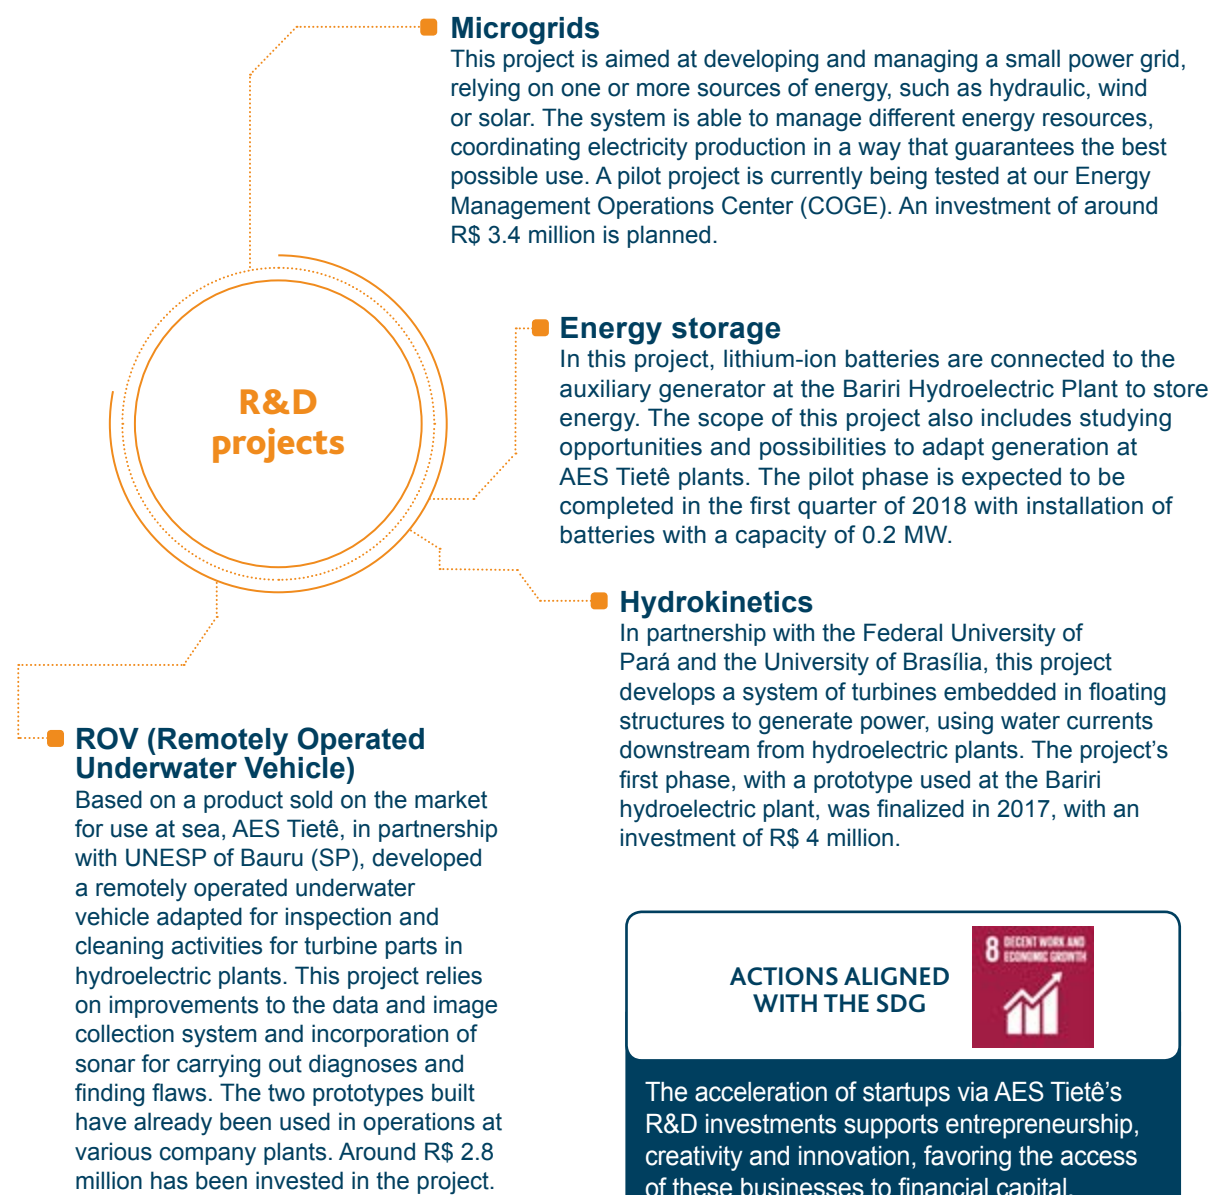 Microgrids
This project is aimed at developing and managing a small power grid,
relying on one or more sources of energy, such as hydraulic, wind
or solar. The system is able to manage different energy resources,
coordinating electricity production in a way that guarantees the best
possible use. A pilot project is currently being tested at our Energy
Management Operations Center (COGE). An investment of around
R$ 3.4 million is planned.
R&D
projects
Energy storage
In this project, lithium-ion batteries are connected to the
auxiliary generator at the Bariri Hydroelectric Plant to store
energy. The scope of this project also includes studying
opportunities and possibilities to adapt generation at
AES Tietê plants. The pilot phase is expected to be
completed in the first quarter of 2018 with installation of
batteries with a capacity of 0.2 MW.
Hydrokinetics
In partnership with the Federal University of
Pará and the University of Brasília, this project
develops a system of turbines embedded in floating
structures to generate power, using water currents
downstream from hydroelectric plants. The project's
first phase, with a prototype used at the Bariri
hydroelectric plant, was finalized in 2017, with an
investment of R$ 4 million.
ROV (Remotely Operated
Underwater Vehicle)
Based on a product sold on the market
for use at sea, AES Tietê, in partnership
with UNESP of Bauru (SP), developed
a remotely operated underwater
vehicle adapted for inspection and
cleaning activities for turbine parts in
hydroelectric plants. This project relies
on improvements to the data and image
collection system and incorporation of
sonar for carrying out diagnoses and
finding flaws. The two prototypes built
have already been used in operations at
various company plants. Around R$ 2.8
million has been invested in the project.
ACTIONS ALIGNED
WITH THE SDG
8 DECENT WORK AND
ECONOMIC GROWTH
The acceleration of startups via AES Tietê's
R&D investments supports entrepreneurship,
creativity and innovation, favoring the access
of these businesses to financial capital.